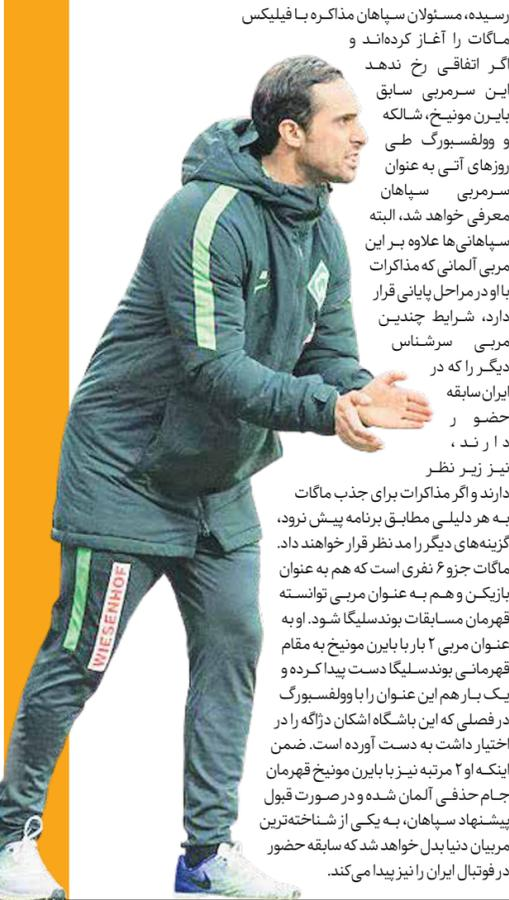 رسیده، مسئولان سپاهان مذاکره با فیلیکس
ماگات را آغاز کرده‌اند و
اگر اتفاقی رخ ندهد
این سرمربی سابق
بایرن مونیخ، شالکه
و وولفسبورگ طی
روزهای آتی به عنوان
سرمربی سپاهان
معرفی خواهد شد، البته
سپاهانی‌ها علاوه بر این
مربی آلمانی که مذاکرات
با او در مراحل پایانی قرار
دارد، شرایط چندین
مربی سرشناس
دیگر را که در
ایران سابقه
حضو ر
دارند،
نیز زیر نظر
دارند و اگر مذاکرات برای جذب ماگات
به هر دلیلی مطابق برنامه پیش نرود،
گزینه‌های دیگر را مد نظر قرار خواهند داد.
ماگات جزو ۶ نفری است که هم به عنوان
بازیکن و هم به عنوان مربی توانسته
قهرمان مسابقات بوندسلیگا شود. او به
عنوان مربی ۲ بار با بایرن مونیخ به مقام
قهرمانی بوندسلیگا دست پیدا کرده و
یک بار هم این عنوان را با وولفسبورگ
در فصلی که این باشگاه اشکان دژاگه را در
اختیار داشت به دست آورده است. ضمن
اینکه او ۲ مرتبه نیز با بایرن مونیخ قهرمان
جام حذفی آلمان شده و در صورت قبول
پیشنهاد سپاهان، به یکی از شناخته‌ترین
مربیان دنیا بدل خواهد شد که سابقه حضور
در فوتبال ایران را نیز پیدا می‌کند.
WIESENHOF